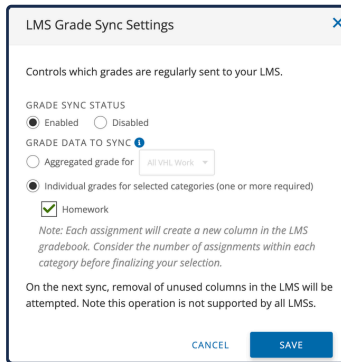 LMS Grade Sync Settings
Controls which grades are regularly sent to your LMS.
GRADE SYNC STATUS
Enabled Disabled
GRADE DATA TO SYNC
Aggregated grade for All VHL Work
Individual grades for selected categories (one or more required)
Homework
Note: Each assignment will create a new column in the LMS
gradebook. Consider the number of assignments within each
category before finalizing your selection.
On the next sync, removal of unused columns in the LMS will be
attempted. Note this operation is not supported by all LMSs.
CANCEL SAVE